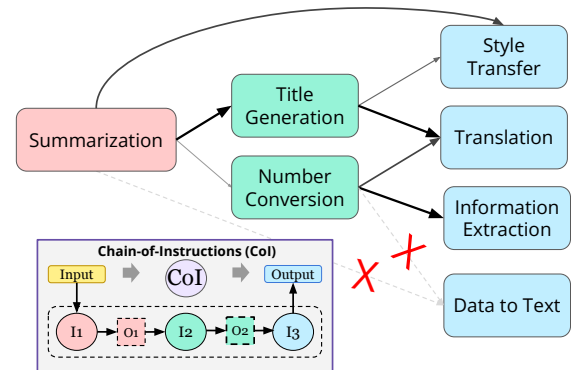 Style
Transfer
Title
Generation
Summarization
Translation
Number
Conversion
Information
Extraction
Data to Text
X
X
Chain-of-Instructions (CoI)
Input
CoI
Output
I1
O1
I2
O2
I3